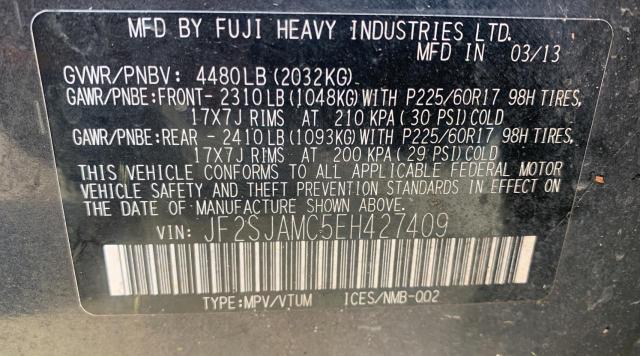 MFD BY FUJI HEAVY INDUSTRIES LTD.
MFD IN 03/13
GVWR/PNBV: 4480LB(2032KG)
GAWR/PNBE:FRONT- 2310LB(1048KG)WITH P225/60R17 98H TIRES,
17X7J RIMS AT 210 KPA( 30 PSI)COLD
GAWR/PNBE:REAR - 2410LB(1093KG)WITH P225/60R17 98H TIRES,
17X7J RIMS AT 200 KPA( 29 PSI)COLD
THIS VEHICLE CONFORMS TO ALL APPLICABLE FEDERAL MOTOR
VEHICLE SAFETY AND THEFT PREVENTION STANDARDS IN EFFECT ON
THE DATE OF MANUFACTURE SHOWN ABOVE.
VIN: JF2SJAMC5EH427409
TYPE:MPV/VTUM ICES/NMB-002